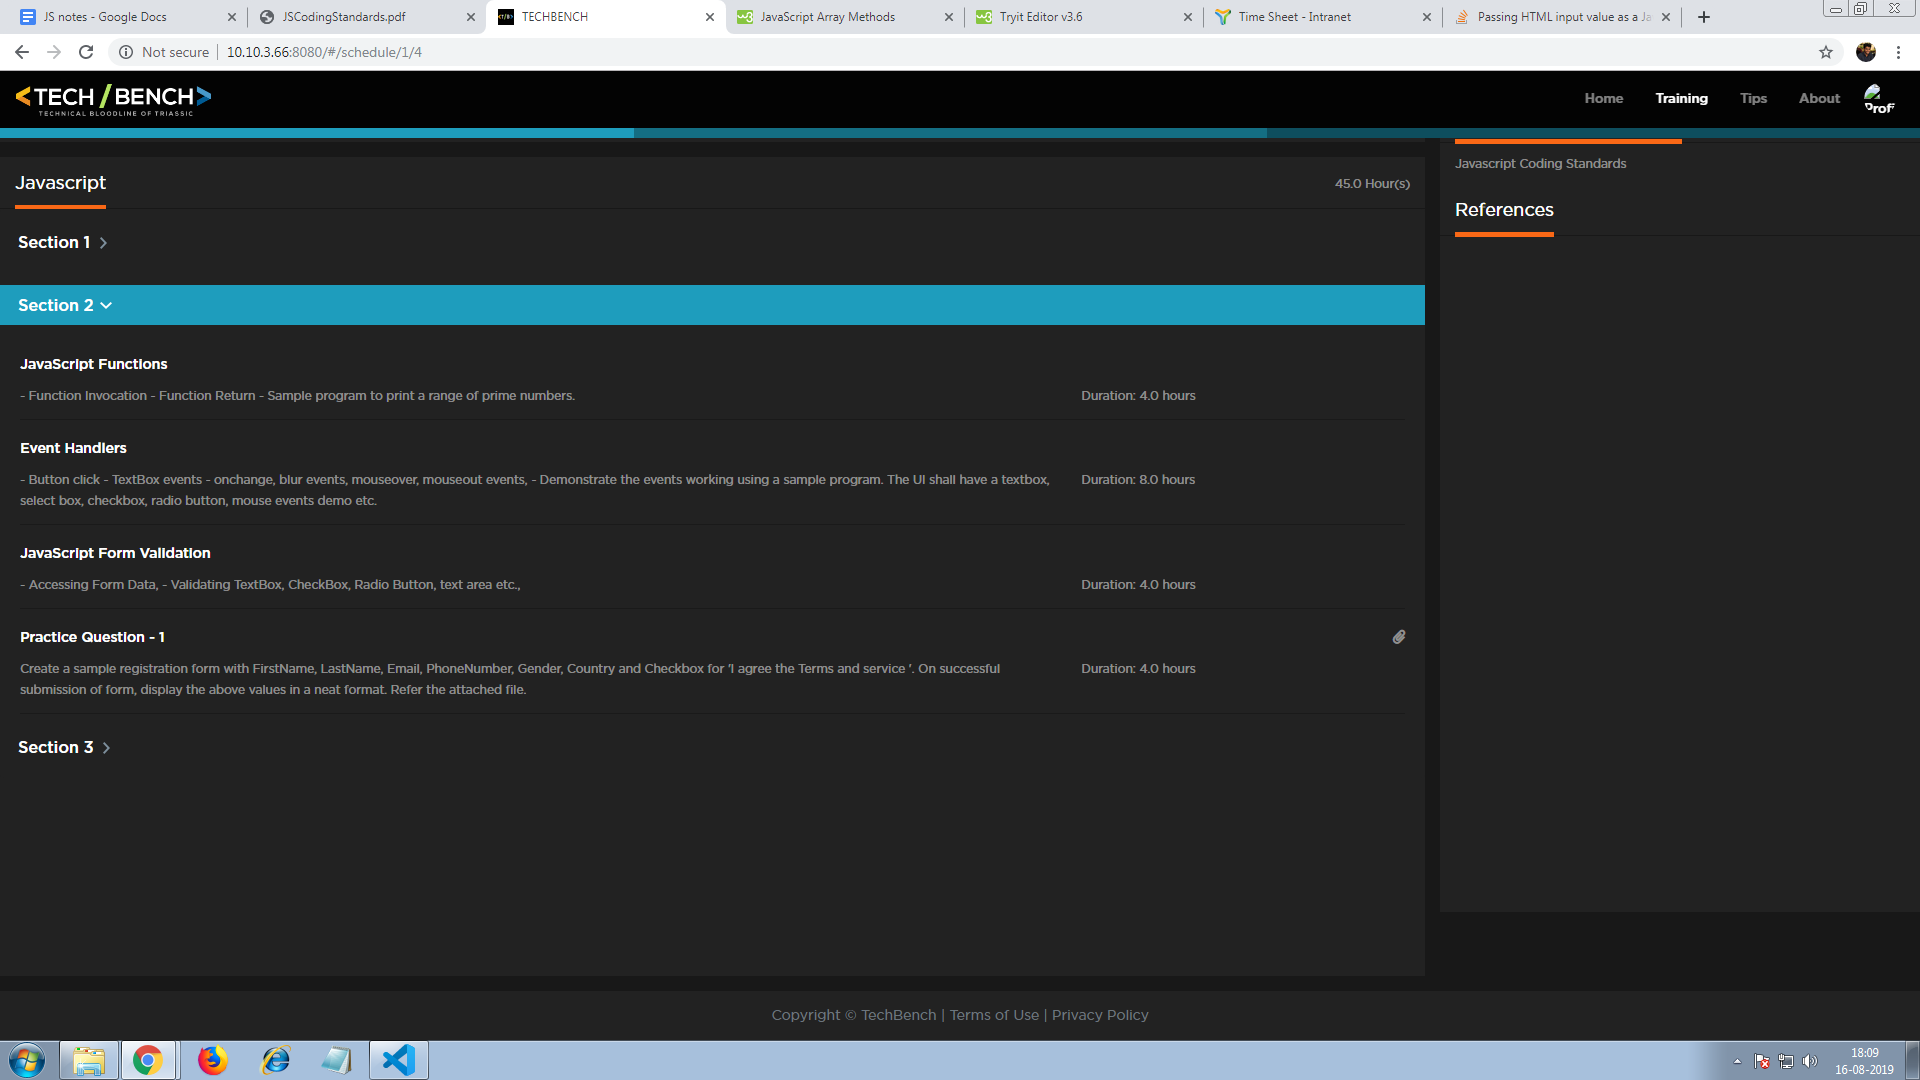 JS notes - Google Docs
JSCodingStandards.pdf
TECHBENCH
JavaScript Array Methods
Tryit Editor v3.6
Time Sheet - Intranet
Passing HTML input value as a Ja
Not secure
10.10.3.66:8080/#/schedule/1/4
<TECH/BENCH>
TECHNICAL BLOODLINE OF TRIASSIC
Home
Training
Tips
About
Prof
Javascript
45.0 Hour(s)
Section 1
Section 2
JavaScript Functions
- Function Invocation - Function Return - Sample program to print a range of prime numbers.
Duration: 4.0 hours
Event Handlers
- Button click - TextBox events - onchange, blur events, mouseover, mouseout events, - Demonstrate the events working using a sample program. The UI shall have a textbox,
select box, checkbox, radio button, mouse events demo etc.
Duration: 8.0 hours
JavaScript Form Validation
- Accessing Form Data, - Validating TextBox, CheckBox, Radio Button, text area etc.,
Duration: 4.0 hours
Practice Question - 1
Create a sample registration form with FirstName, LastName, Email, PhoneNumber, Gender, Country and Checkbox for 'I agree the Terms and service '. On successful
submission of form, display the above values in a neat format. Refer the attached file.
Duration: 4.0 hours
Section 3
Javascript Coding Standards
References
Copyright © TechBench | Terms of Use | Privacy Policy
18:09
16-08-2019